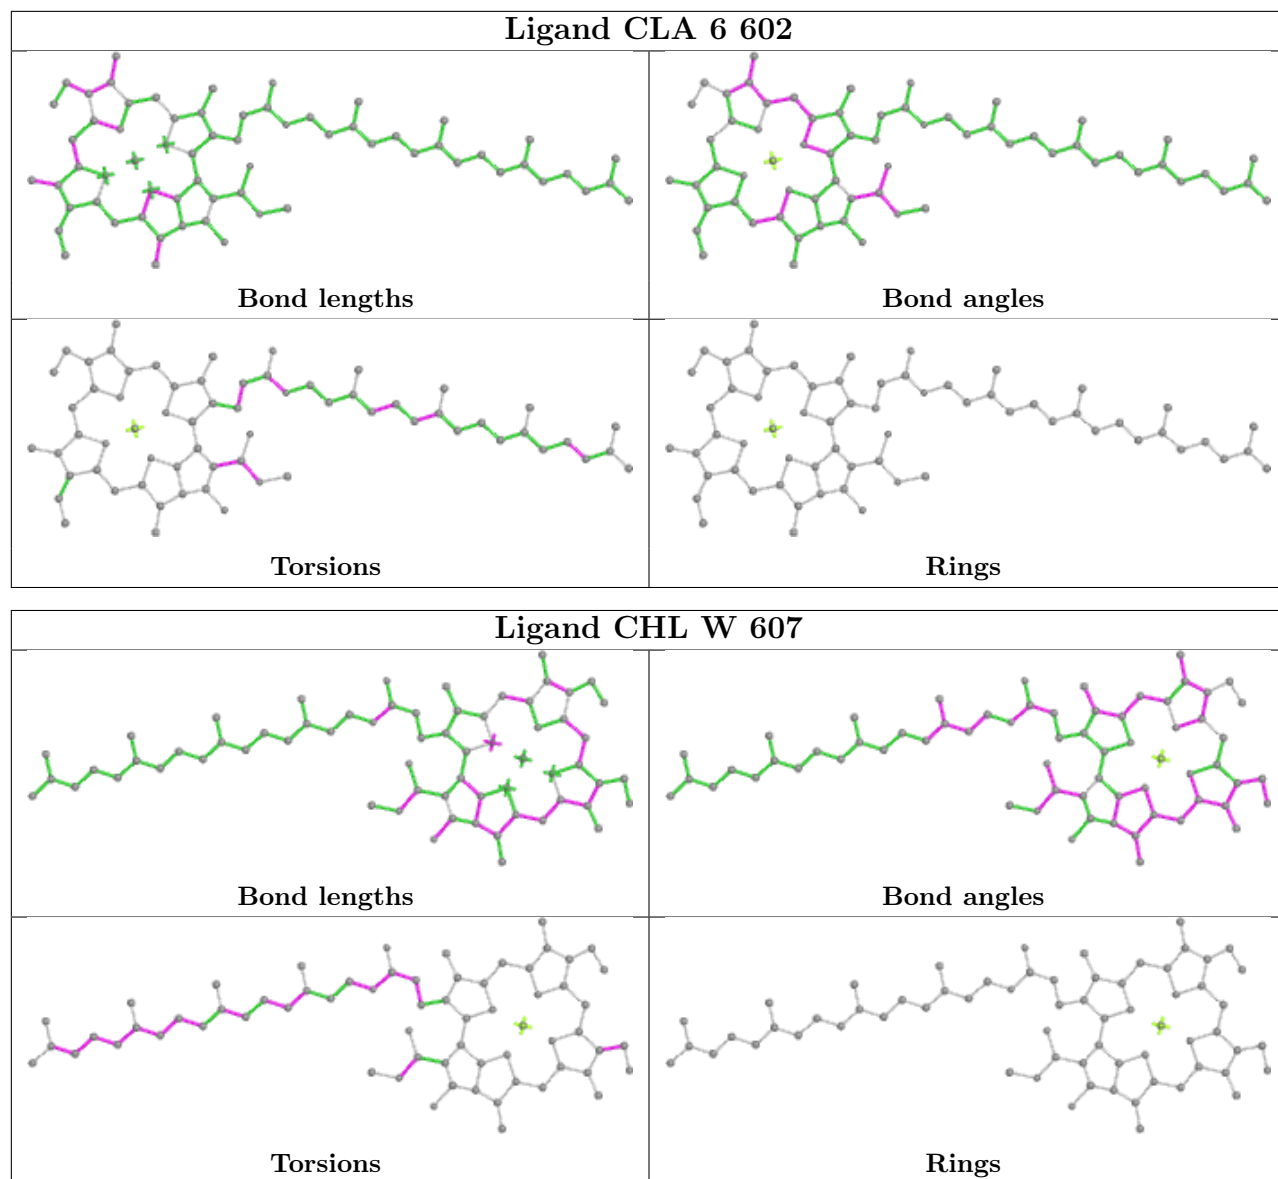 Ligand CLA 6 602
Bond lengths
Bond angles
Torsions
Rings
Ligand CHL W 607
Bond lengths
Bond angles
Torsions
Rings